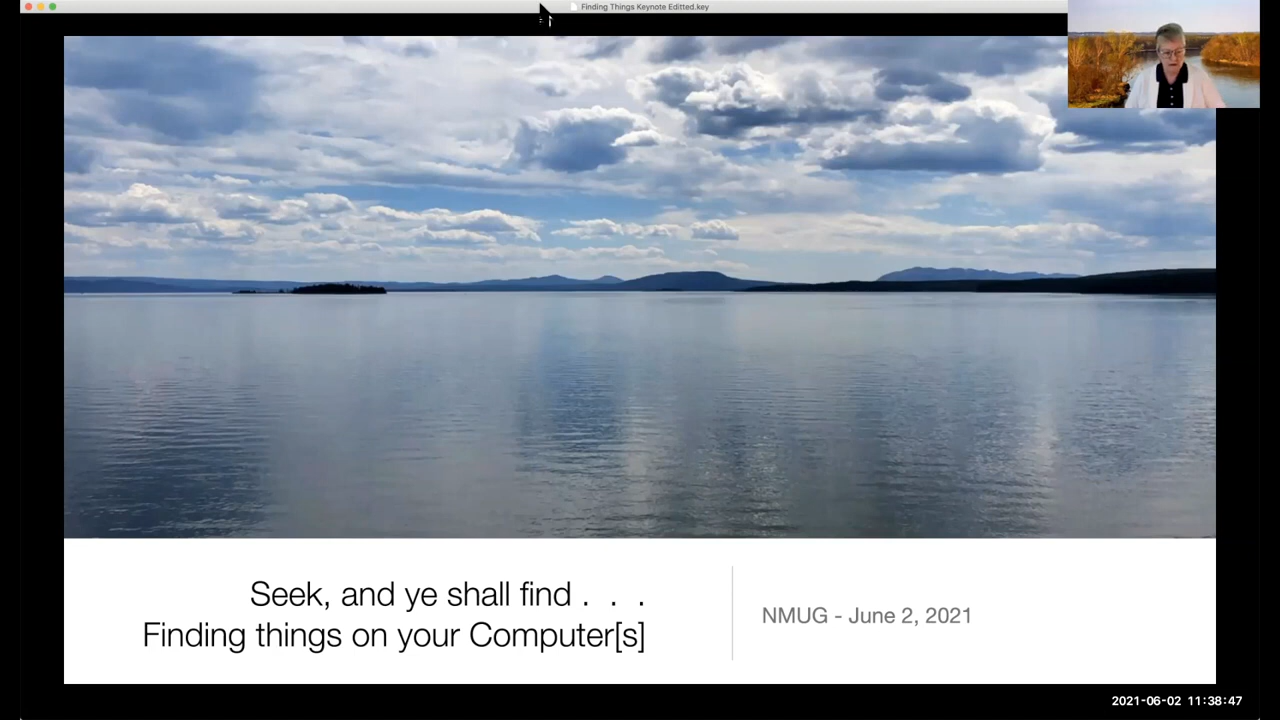 Finding Things Keynote Editted.key
Seek, and ye shall find . . .
Finding things on your Computer[s]
NMUG - June 2, 2021
2021-06-02 11:38:47